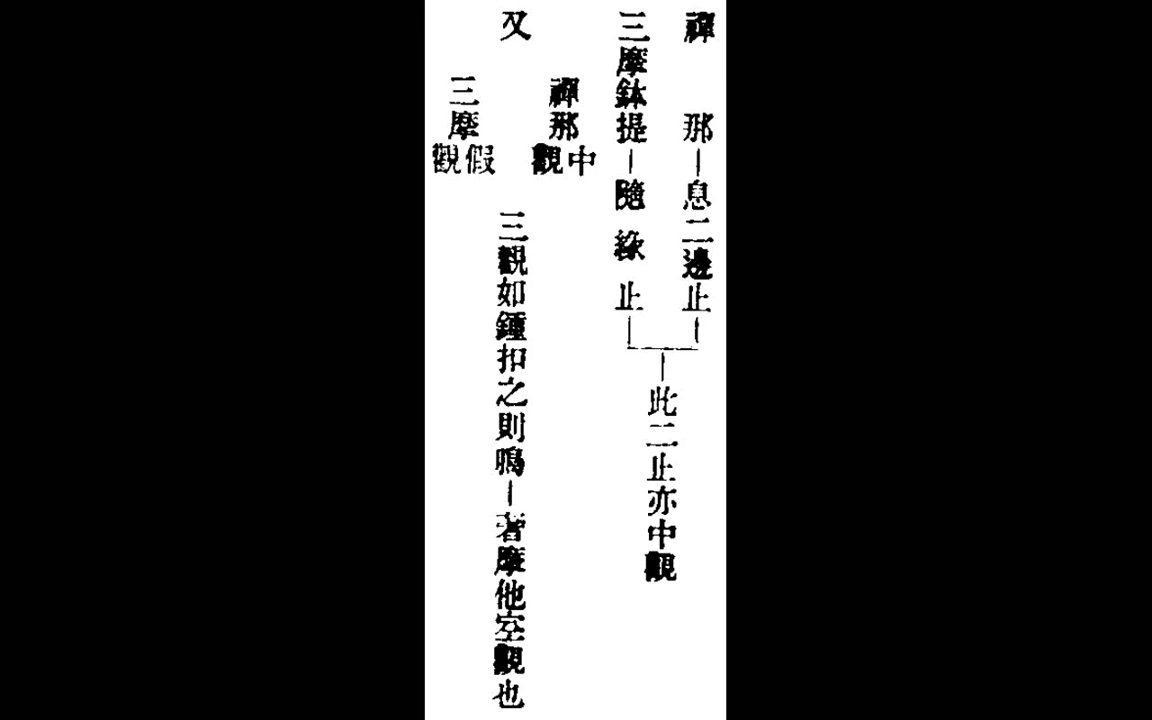 禪那—息二邊止
三摩鉢提—隨緣止
此二止亦中觀
禪那中觀
又
三觀如鍾扣之則鳴—奢摩他空觀也
三摩假觀